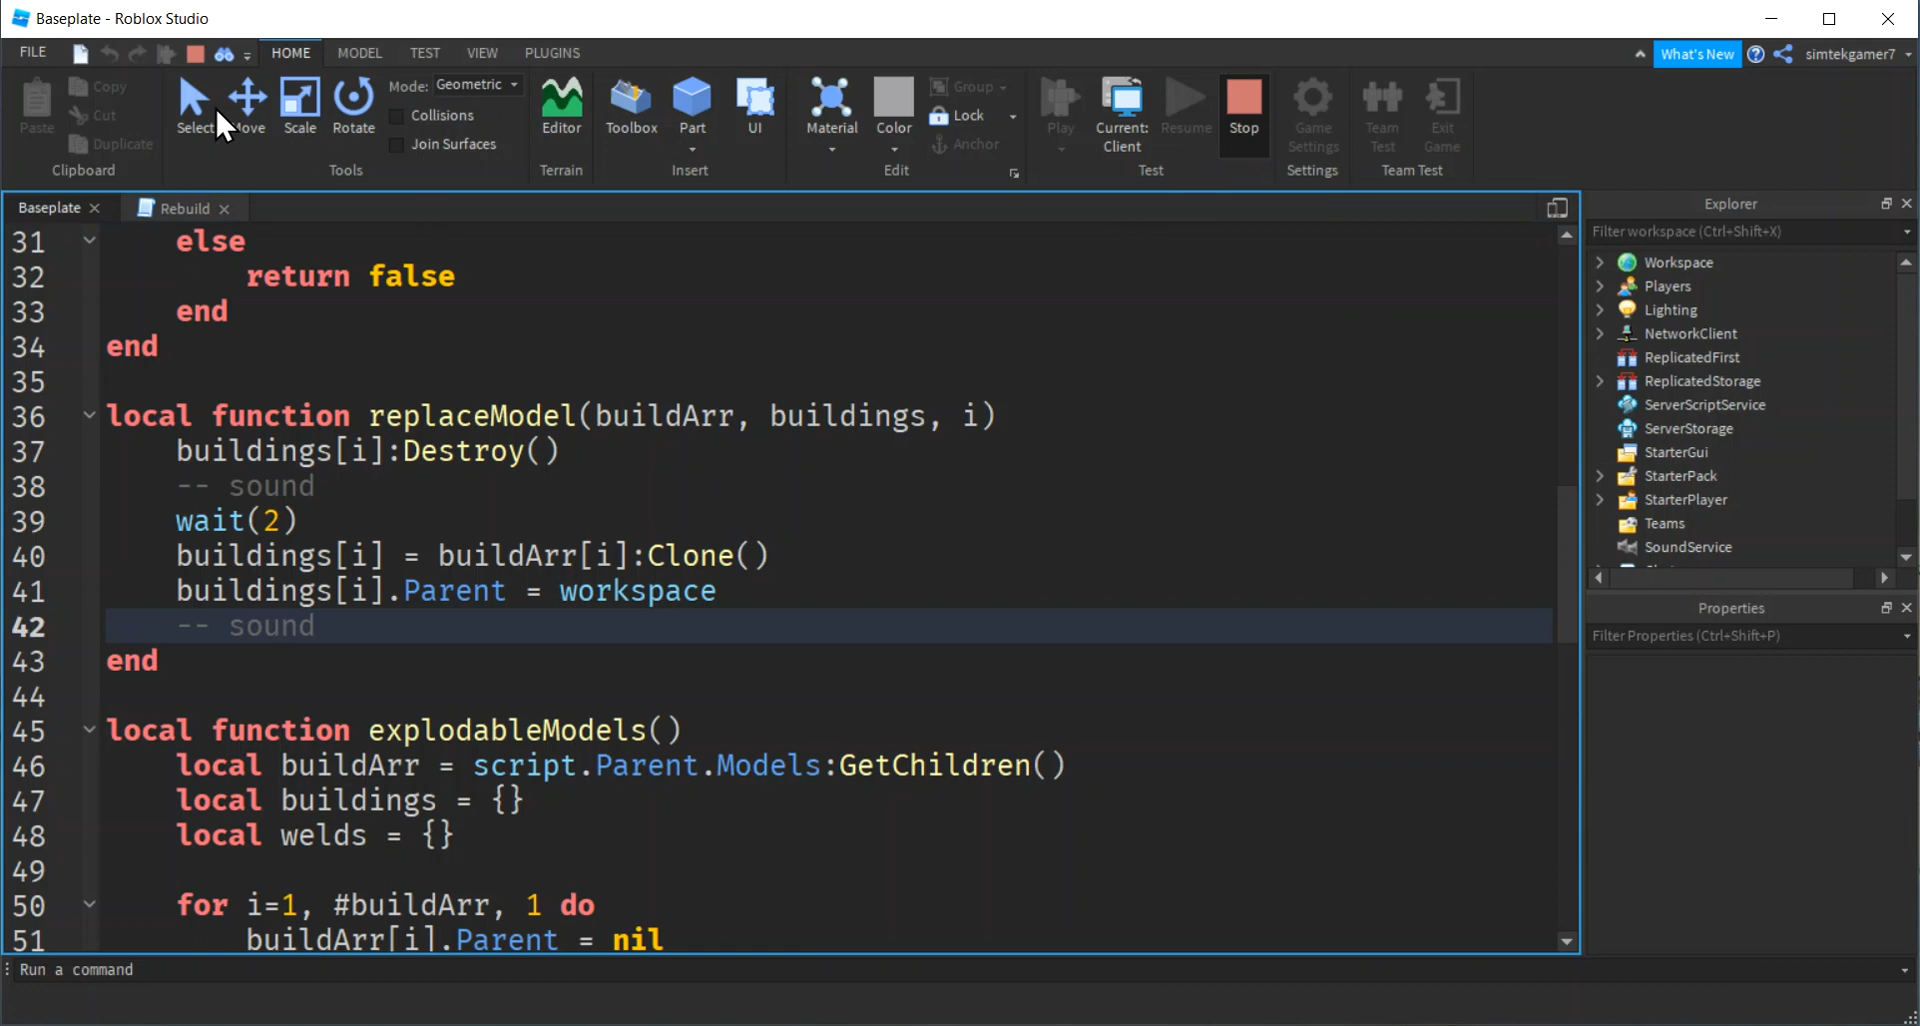 Baseplate - Roblox Studio
FILE HOME MODEL TEST VIEW PLUGINS What's New simtekgamer7
Paste Copy Cut Duplicate Clipboard
Select Scale Rotate Mode: Geometric Collisions Join Surfaces Tools
Editor Terrain
Toolbox Part UI Insert
Material Color Group Lock Anchor Edit
Play Current: Client Resume Stop Test
Game Settings Settings
Team Test Exit Game Team Test
Baseplate Rebuild
31 else
32 return false
33 end
34 end
35
36 local function replaceModel(buildArr, buildings, i)
37 buildings[i]:Destroy()
38 -- sound
39 wait(2)
40 buildings[i] = buildArr[i]:Clone()
41 buildings[i].Parent = workspace
42 -- sound
43 end
44
45 local function explodableModels()
46 local buildArr = script.Parent.Models:GetChildren()
47 local buildings = {}
48 local welds = {}
49
50 for i=1, #buildArr, 1 do
51 buildArr[i].Parent = nil
Explorer
Filter workspace (Ctrl+Shift+X)
Workspace
Players
Lighting
NetworkClient
ReplicatedFirst
ReplicatedStorage
ServerScriptService
ServerStorage
StarterGui
StarterPack
StarterPlayer
Teams
SoundService
Properties
Filter Properties (Ctrl+Shift+P)
Run a command